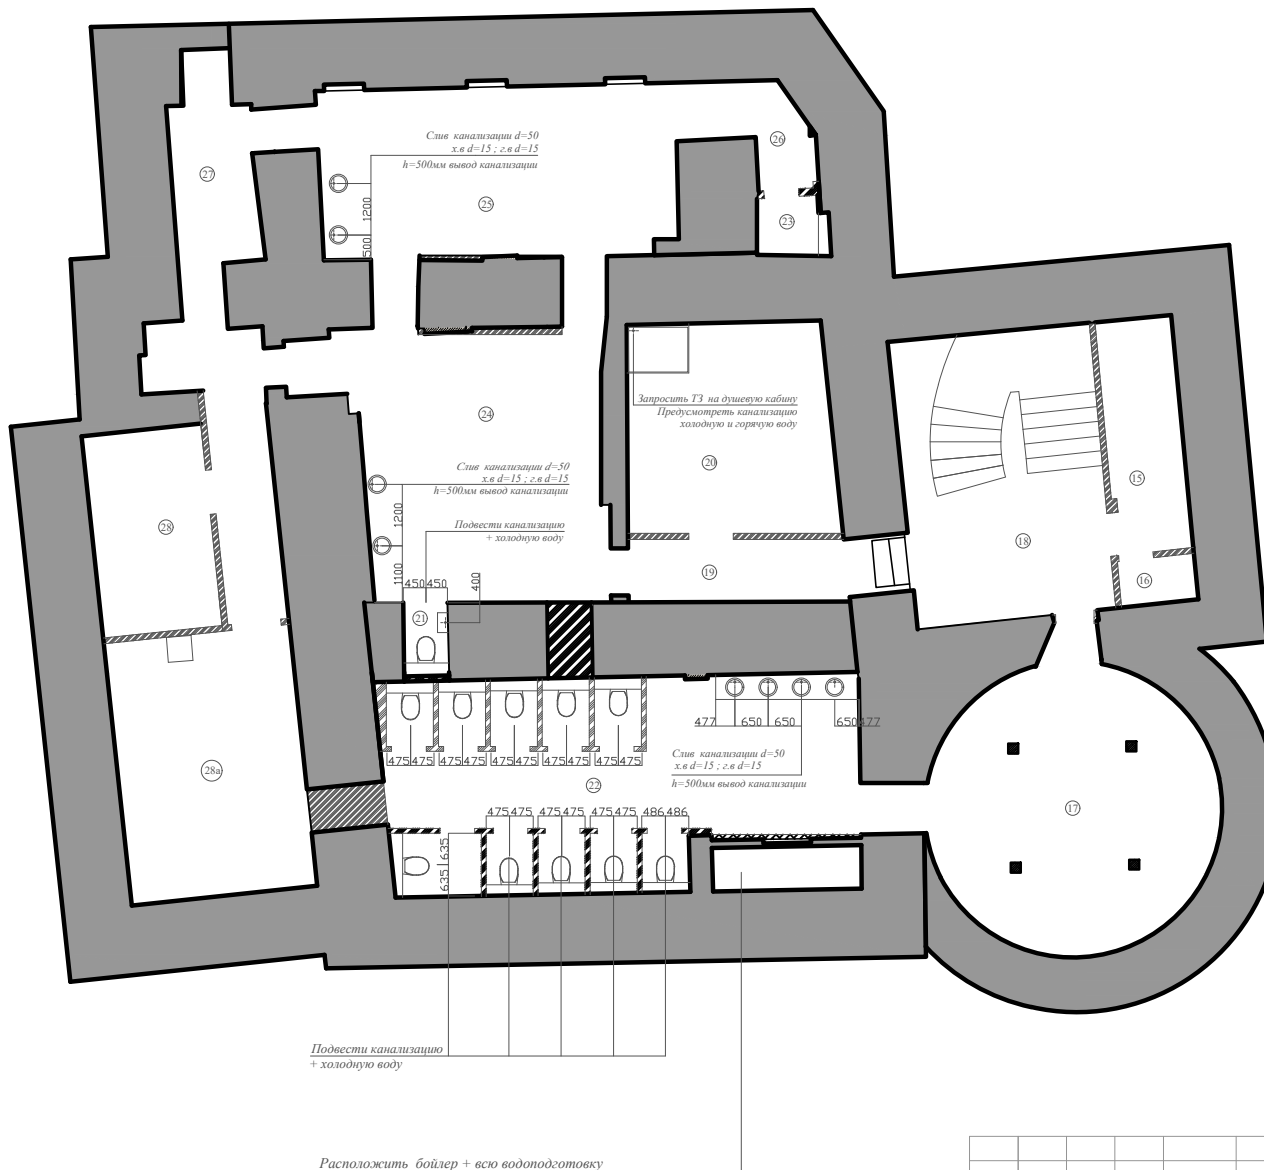 Слив канализации d=50
х.в d=15 ; г.в d=15
h=500мм вывод канализации
26
27
1200
25
23
500
Запросить ТЗ на душевую кабину
Предусмотреть канализацию
холодную и горячую воду
24
20
Слив канализации d=50
х.в d=15 ; г.в d=15
h=500мм вывод канализации
15
1200
Подвести канализацию
+ холодную воду
28
18
1100
19
16
450 450
400
21
477 650 650 650 477
Слив канализации d=50
х.в d=15 ; г.в d=15
h=500мм вывод канализации
475 475 475 475 475 475 475 475 475 475
28а
22
17
475 475 475 475 475 475 486 486
635 635
Подвести канализацию
+ холодную воду
Расположить бойлер + всю водоподготовку